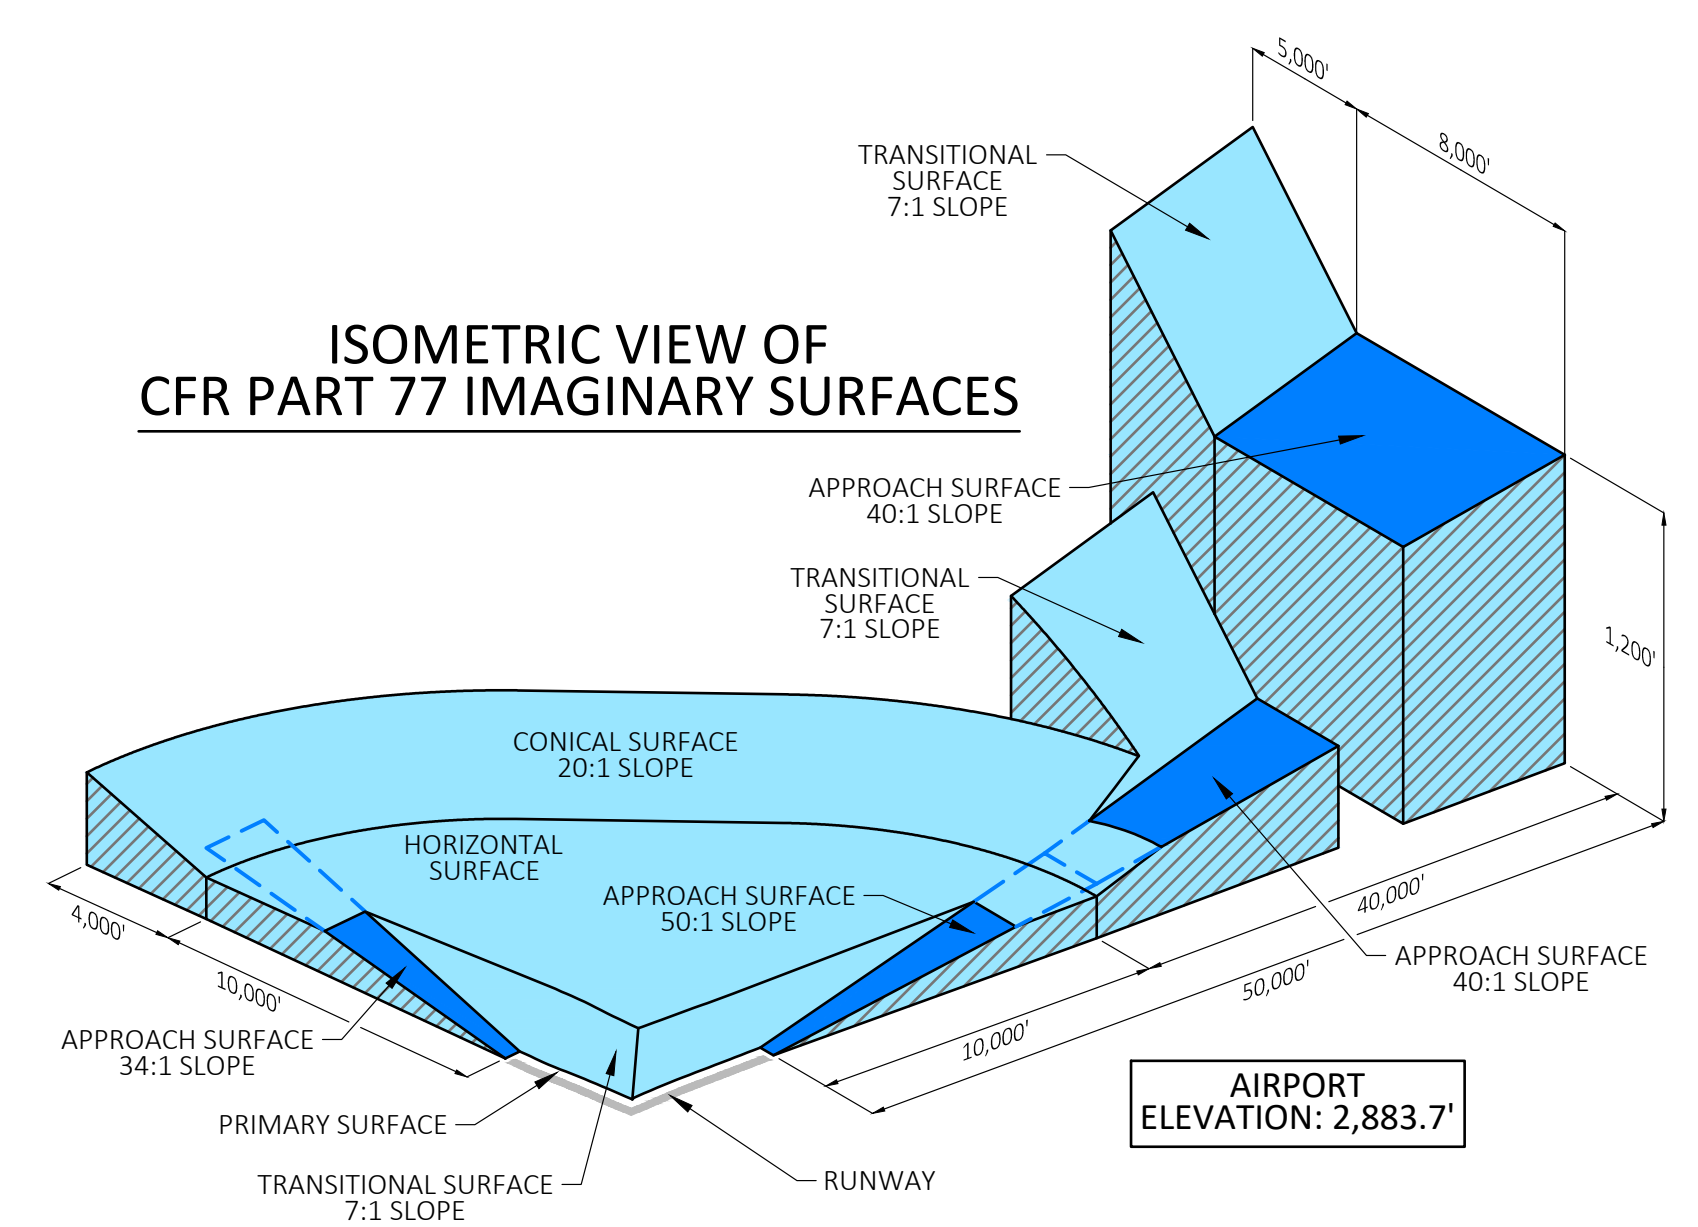 5,000'
8,000'
TRANSITIONAL
SURFACE
7:1 SLOPE
ISOMETRIC VIEW OF
CFR PART 77 IMAGINARY SURFACES
APPROACH SURFACE
40:1 SLOPE
TRANSITIONAL
SURFACE
7:1 SLOPE
1,200'
CONICAL SURFACE
20:1 SLOPE
HORIZONTAL
SURFACE
APPROACH SURFACE
50:1 SLOPE
4,000'
10,000'
40,000'
50,000'
10,000'
APPROACH SURFACE
40:1 SLOPE
APPROACH SURFACE
34:1 SLOPE
PRIMARY SURFACE
TRANSITIONAL SURFACE
7:1 SLOPE
RUNWAY
AIRPORT
ELEVATION: 2,883.7'